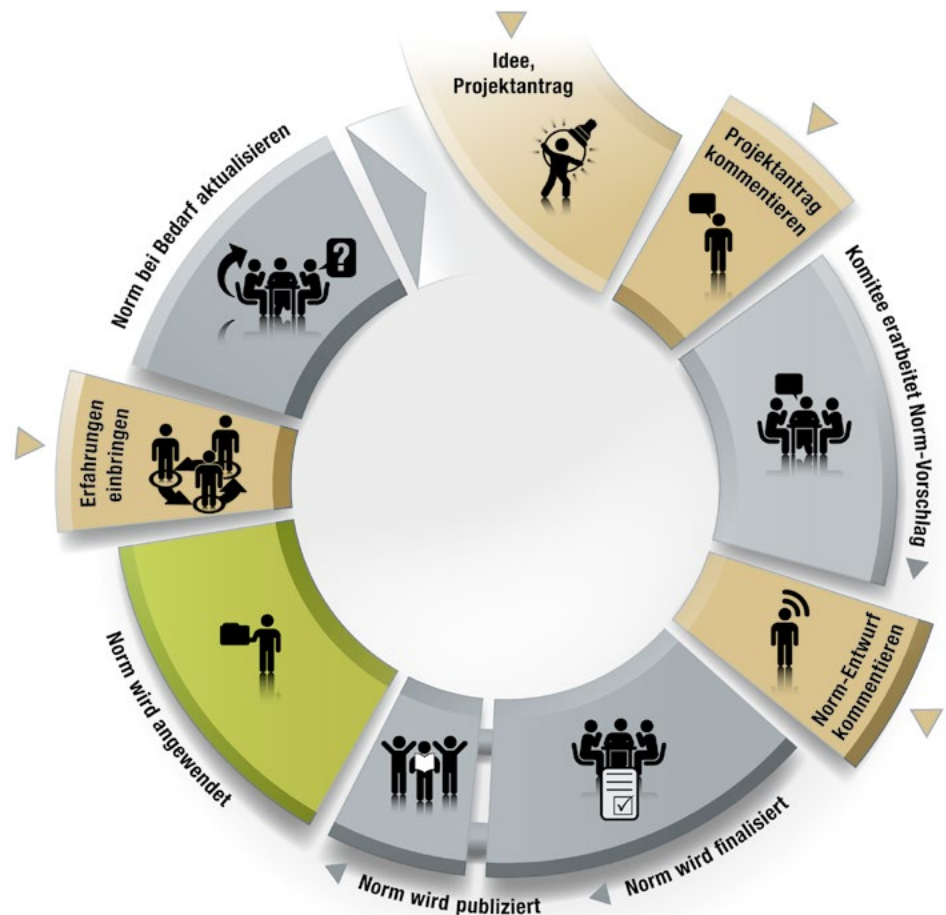 Idee,
Projektantrag
Projektantrag
kommentieren
Komitee erarbeitet Norm-Vorschlag
Norm-Entwurf
kommentieren
Norm wird finalisiert
Norm wird publiziert
Norm wird angewendet
Erfahrungen
einbringen
Norm bei Bedarf aktualisieren
?